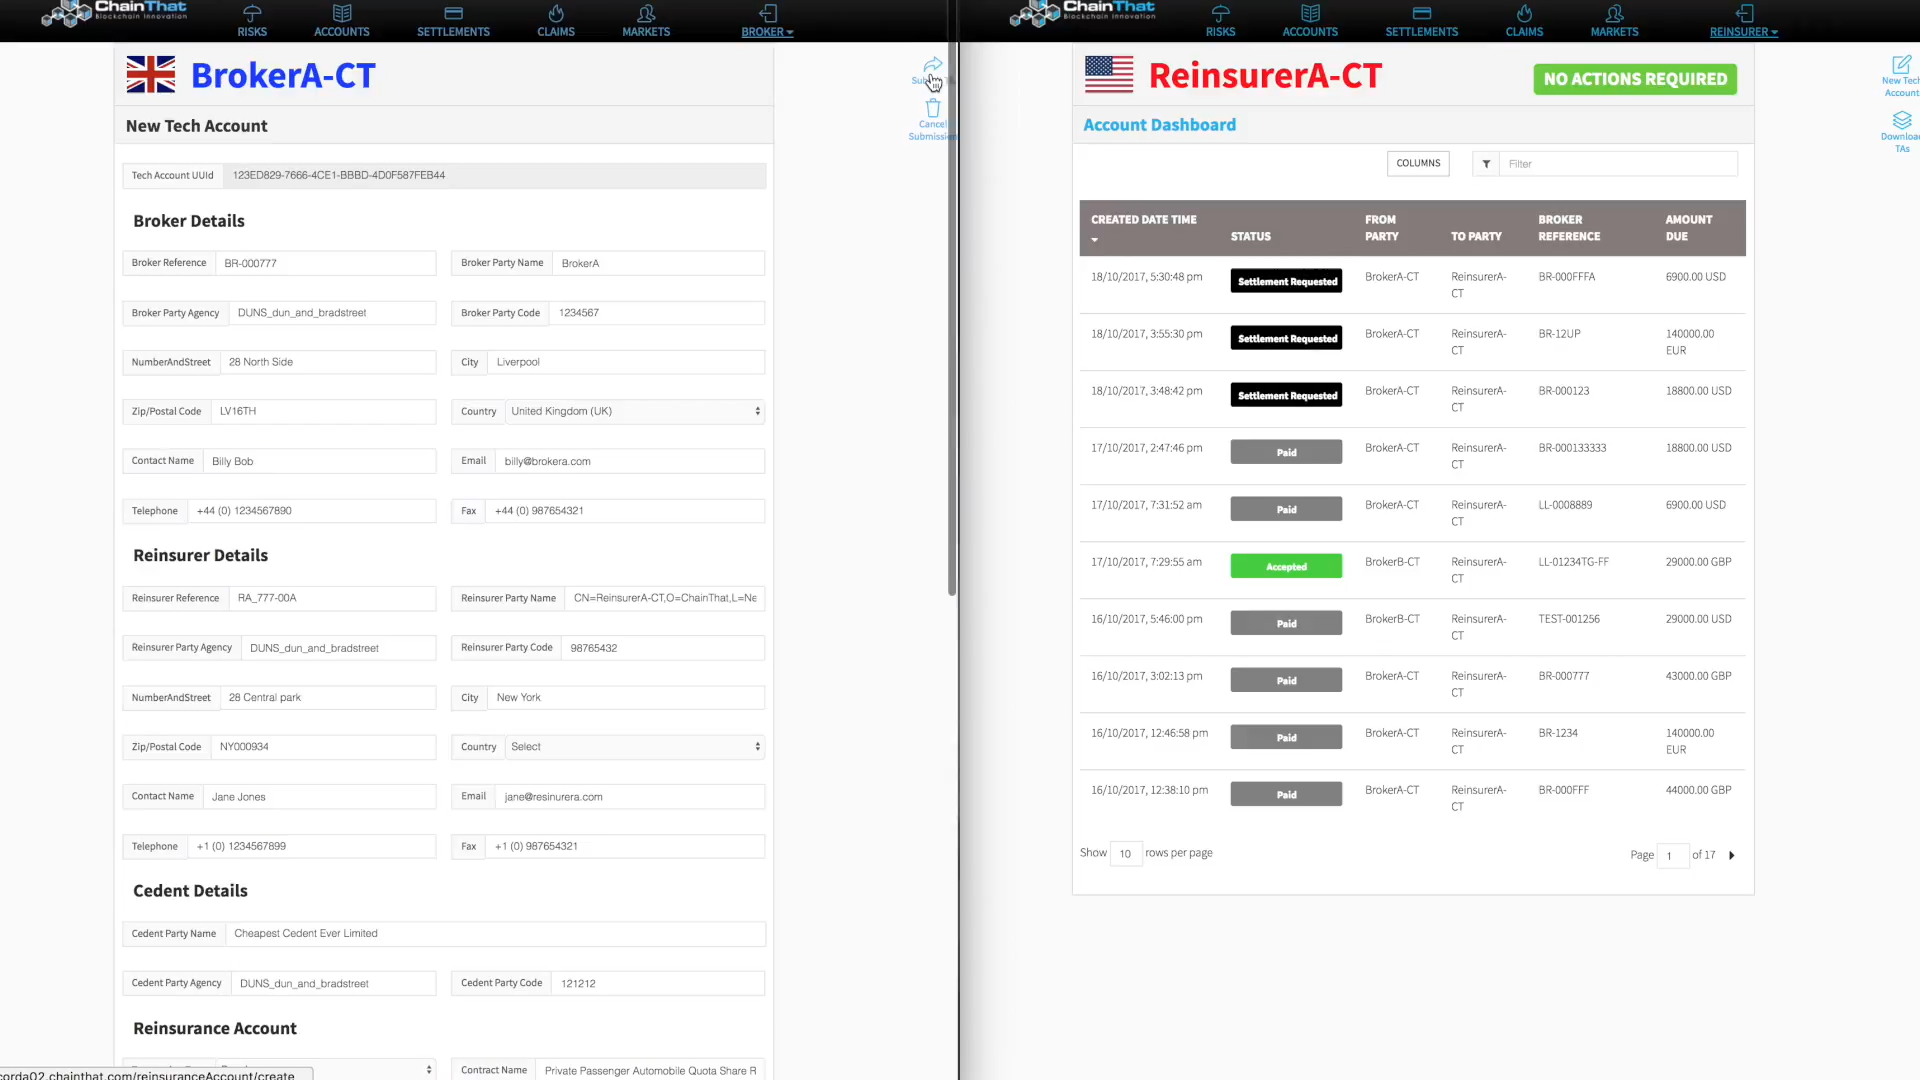 ChainThat
Blockchain Innovation
RISKS
ACCOUNTS
SETTLEMENTS
CLAIMS
MARKETS
BROKER
BrokerA-CT
Cancel
New Tech Account
Tech Account UUId 123ED829-7666-4CE1-BBBD-4D0F587FEB44
Broker Details
Broker Reference BR-000777 Broker Party Name BrokerA
Broker Party Agency DUNS_dun_and_bradstreet Broker Party Code 1234567
NumberAndStreet 28 North Side City Liverpool
Zip/Postal Code LV16TH Country United Kingdom (UK)
Contact Name Billy Bob Email billy@brokera.com
Telephone +44 (0) 1234567890 Fax +44 (0) 987654321
Reinsurer Details
Reinsurer Reference RA_777-00A Reinsurer Party Name CN=ReinsurerA-CT,O=ChainThat,L=Ne
Reinsurer Party Agency DUNS_dun_and_bradstreet Reinsurer Party Code 98765432
NumberAndStreet 28 Central park City New York
Zip/Postal Code NY000934 Country Select
Contact Name Jane Jones Email jane@resinurera.com
Telephone +1 (0) 1234567899 Fax +1 (0) 987654321
Cedent Details
Cedent Party Name Cheapest Cedent Ever Limited
Cedent Party Agency DUNS_dun_and_bradstreet Cedent Party Code 121212
Reinsurance Account
Contract Name Private Passenger Automobile Quota Share R
corda02.chainthat.com/reinsuranceAccount/create
ChainThat
Blockchain Innovation
RISKS
ACCOUNTS
SETTLEMENTS
CLAIMS
MARKETS
REINSURER
ReinsurerA-CT
NO ACTIONS REQUIRED
New Tech
Account
Account Dashboard
Downloa
TAs
COLUMNS Filter
CREATED DATE TIME STATUS FROM PARTY TO PARTY BROKER REFERENCE AMOUNT DUE
18/10/2017, 5:30:48 pm Settlement Requested BrokerA-CT ReinsurerA- BR-000FFFA 6900.00 USD
CT
18/10/2017, 3:55:30 pm Settlement Requested BrokerA-CT ReinsurerA- BR-12UP 140000.00
CT EUR
18/10/2017, 3:48:42 pm Settlement Requested BrokerA-CT ReinsurerA- BR-000123 18800.00 USD
CT
17/10/2017, 2:47:46 pm Paid BrokerA-CT ReinsurerA- BR-000133333 18800.00 USD
CT
17/10/2017, 7:31:52 am Paid BrokerA-CT ReinsurerA- LL-0008889 6900.00 USD
CT
17/10/2017, 7:29:55 am Accepted BrokerB-CT ReinsurerA- LL-01234TG-FF 29000.00 GBP
CT
16/10/2017, 5:46:00 pm Paid BrokerB-CT ReinsurerA- TEST-001256 29000.00 USD
CT
16/10/2017, 3:02:13 pm Paid BrokerA-CT ReinsurerA- BR-000777 43000.00 GBP
CT
16/10/2017, 12:46:58 pm Paid BrokerA-CT ReinsurerA- BR-1234 140000.00
CT EUR
16/10/2017, 12:38:10 pm Paid BrokerA-CT ReinsurerA- BR-000FFF 44000.00 GBP
CT
Show 10 rows per page Page 1 of 17